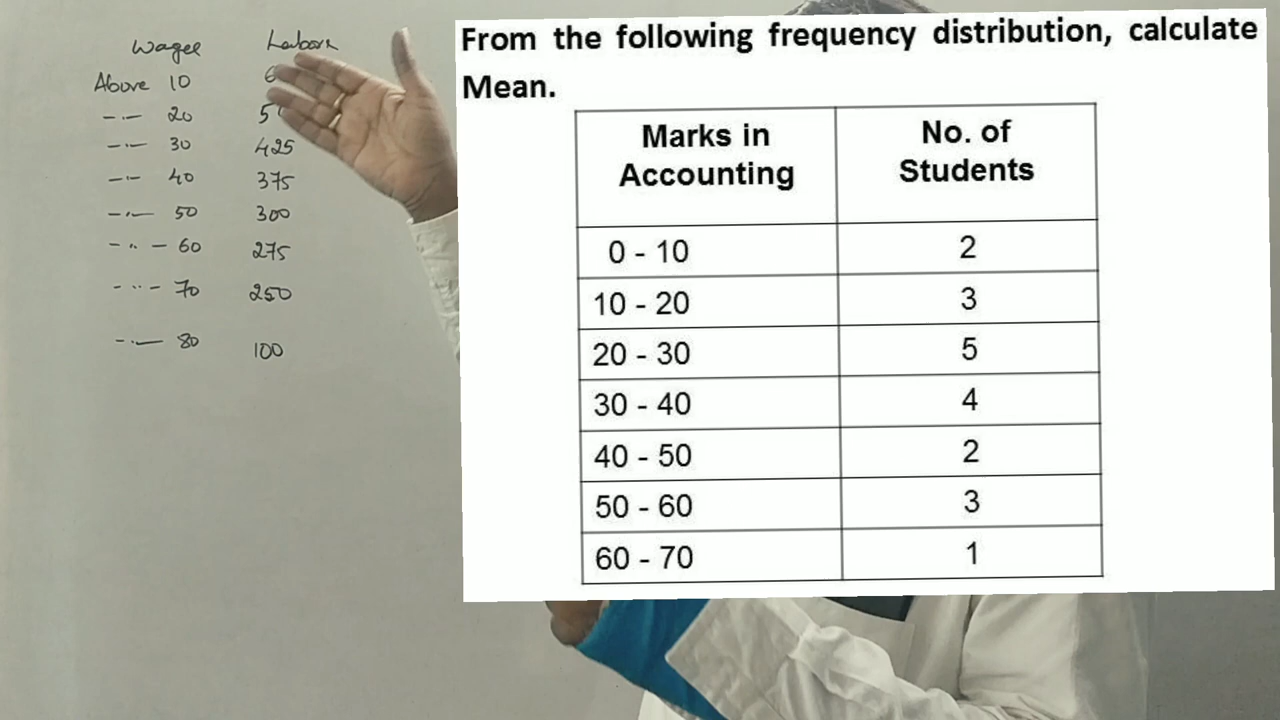 Wages Labours
Above 10
-"- 20
-"- 30 425
-"- 40 375
-"- 50 300
-"- 60 275
-"- 70 250
-"- 80 100
From the following frequency distribution, calculate
Mean.
Marks in Accounting No. of Students
0 - 10 2
10 - 20 3
20 - 30 5
30 - 40 4
40 - 50 2
50 - 60 3
60 - 70 1